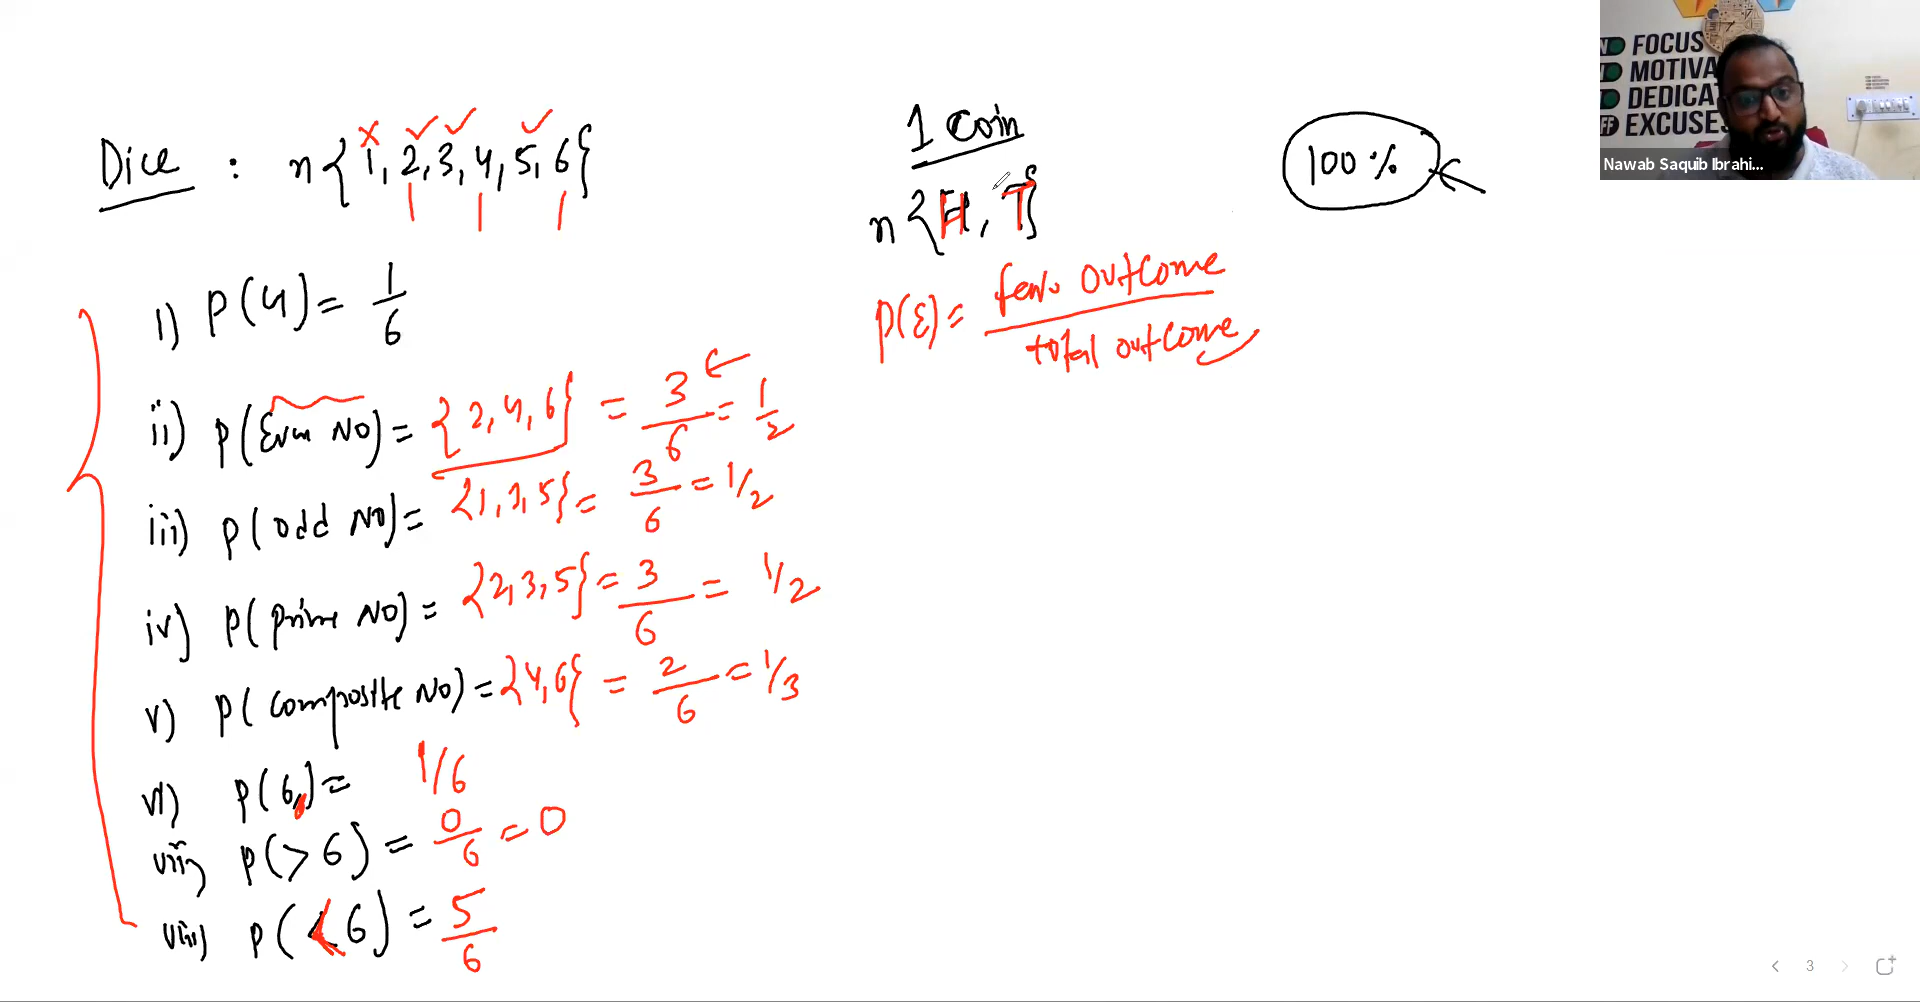 Dice : n{1, 2, 3, 4, 5, 6}
i) P(4) = 1/6
ii) P(Even NO) = {2, 4, 6} = 3/6 = 1/2
iii) P(odd NO) = {1, 3, 5} = 3/6 = 1/2
iv) P(prime NO) = {2, 3, 5} = 3/6 = 1/2
v) P(composite NO) = {4, 6} = 2/6 = 1/3
vi) P(6) = 1/6
vii) P(>6) = 0/6 = 0
viii) P(<6) = 5/6
1 Coin
n{H, T}
P(E) = fav. outcome / total outcome
100 %
FOCUS
MOTIVA
DEDICA
EXCUSES
Nawab Saquib Ibrahi...
3